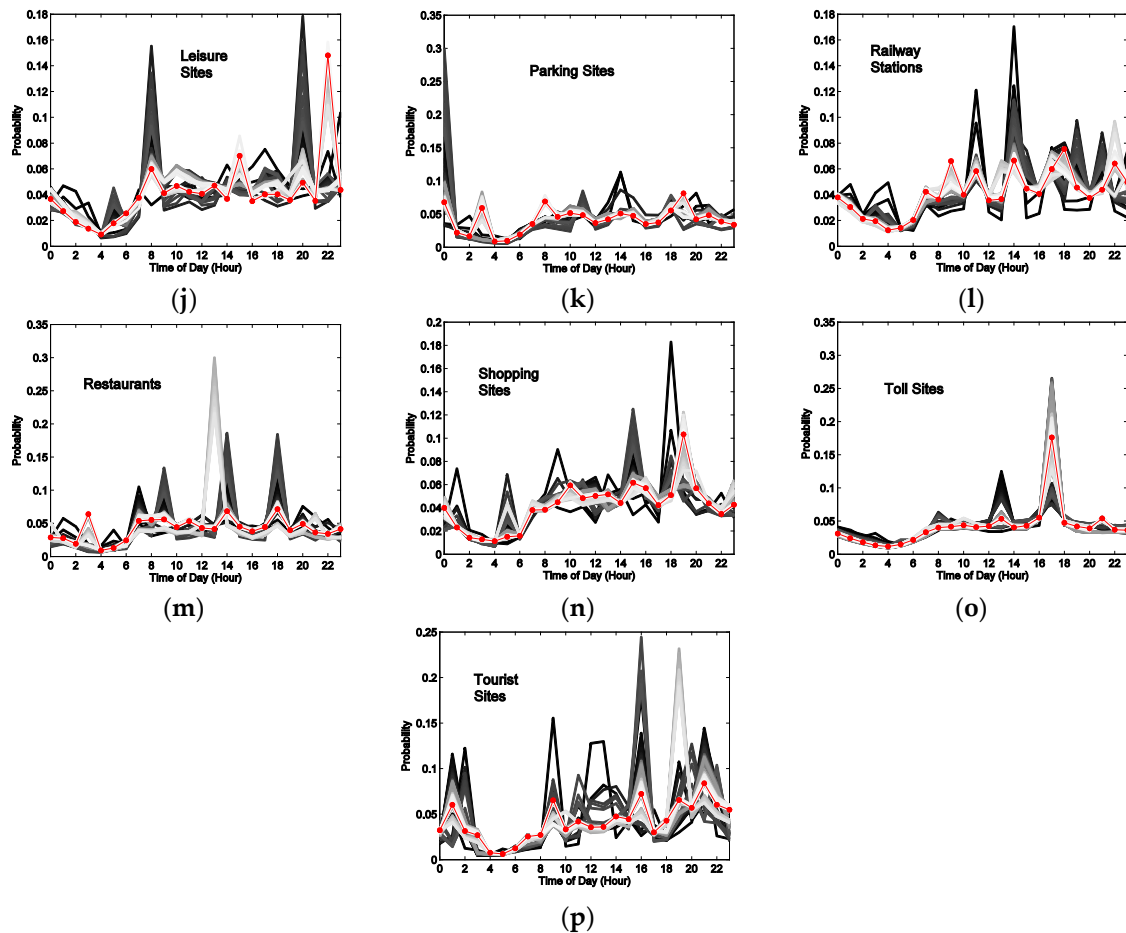 0.18
0.16
0.14
0.12
0.10
0.08
0.06
0.04
0.02
0
Probability
Leisure
Sites
0 2 4 6 8 10 12 14 16 18 20 22
Time of Day (Hour)
(j)
0.35
0.3
0.25
0.2
0.15
0.1
0.05
0
Probability
Parking Sites
0 2 4 6 8 10 12 14 16 18 20 22
Time of Day (Hour)
(k)
0.18
0.16
0.14
0.12
0.10
0.08
0.06
0.04
0.02
0
Probability
Railway
Stations
0 2 4 6 8 10 12 14 16 18 20 22
Time of Day (Hour)
(l)
0.35
0.3
0.25
0.2
0.15
0.1
0.05
0
Probability
Restaurants
0 2 4 6 8 10 12 14 16 18 20 22
Time of Day (Hour)
(m)
0.2
0.18
0.16
0.14
0.12
0.1
0.08
0.06
0.04
0.02
0
Probability
Shopping
Sites
0 2 4 6 8 10 12 14 16 18 20 22
Time of Day (Hour)
(n)
0.35
0.3
0.25
0.2
0.15
0.1
0.05
0
Probability
Toll Sites
0 2 4 6 8 10 12 14 16 18 20 22
Time of Day (Hour)
(o)
0.25
0.2
0.15
0.1
0.05
0
Probability
Tourist
Sites
0 2 4 6 8 10 12 14 16 18 20 22
Time of Day (Hour)
(p)